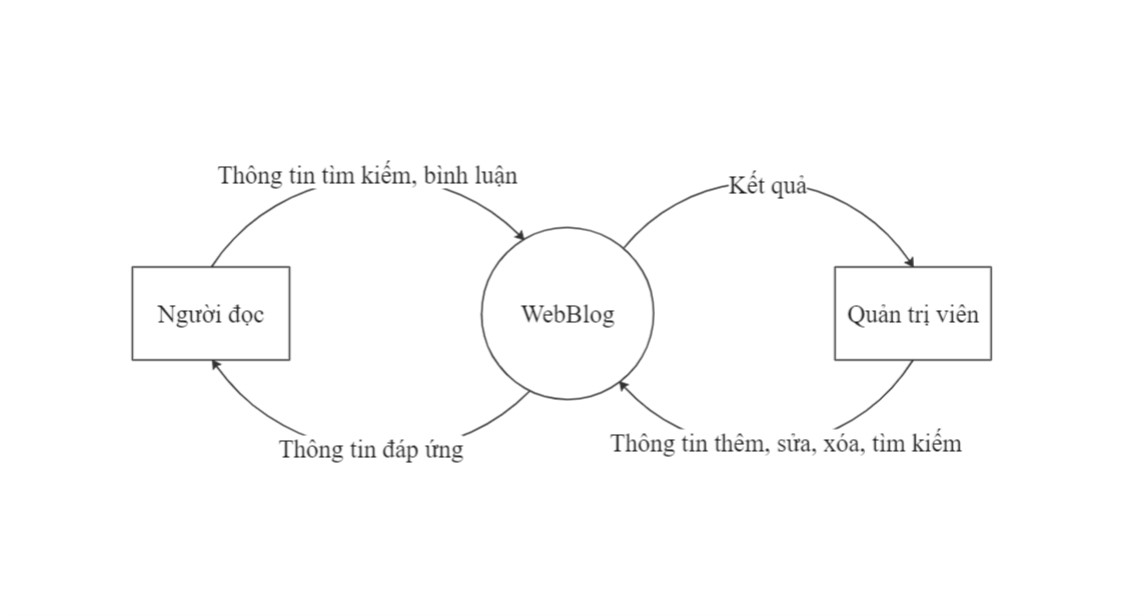 Thông tin tìm kiếm, bình luận
Kết quả
Người đọc
WebBlog
Quản trị viên
Thông tin đáp ứng
Thông tin thêm, sửa, xóa, tìm kiếm